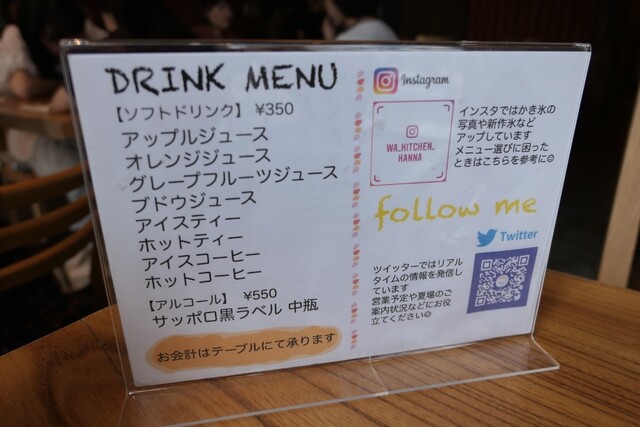 DRINK MENU
【ソフトドリンク】 ¥350
アップルジュース
オレンジジュース
グレープフルーツジュース
ブドウジュース
アイスティー
ホットティー
アイスコーヒー
ホットコーヒー
【アルコール】 ¥550
サッポロ黒ラベル 中瓶
お会計はテーブルにて承ります
Instagram
WA_KITCHEN_
KANNA
インスタではかき氷の
写真や新作氷など
アップしています
メニュー選びに困った
ときはこちらを参考に☺
follow me
Twitter
ツイッターではリアル
タイムの情報を発信し
ています
営業予定や夏場のご
案内状況などにお役
立てください☺